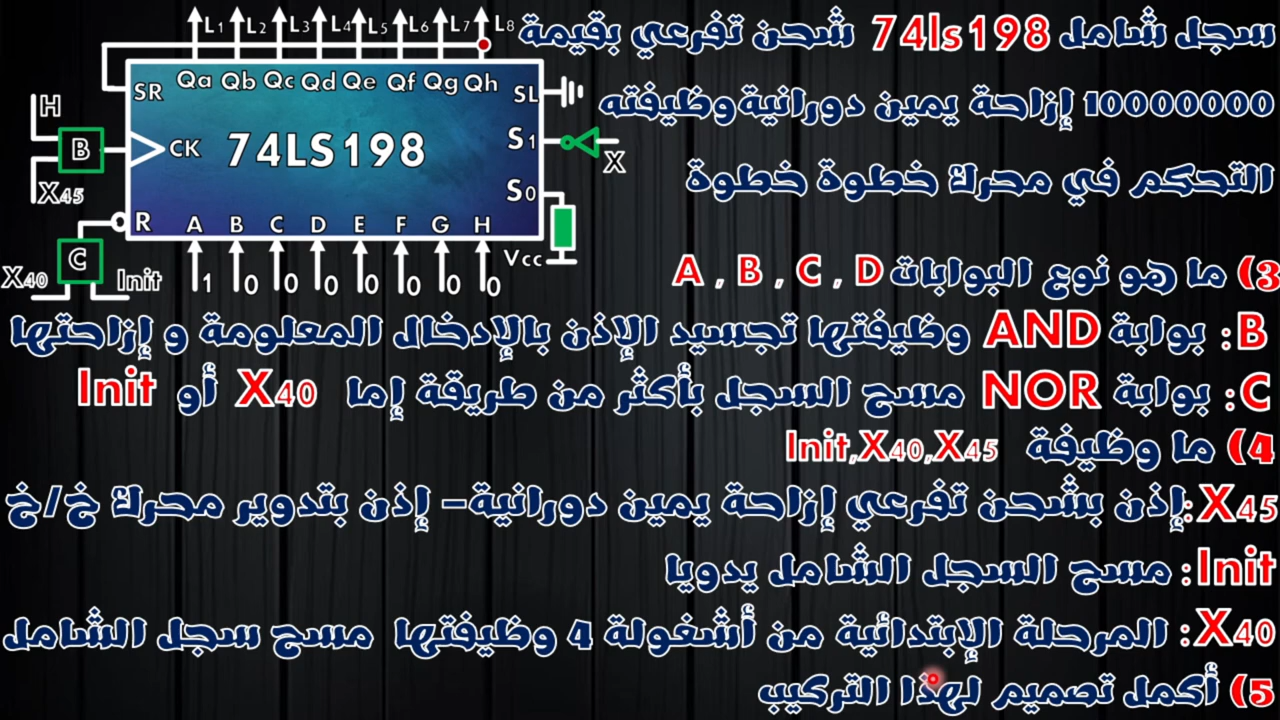 سجل شامل 74ls198 شحن تفرعي بقيمة
10000000 إزاحة يمين دورانية وظيفته
التحكم في محرك خطوة خطوة
L1 L2 L3 L4 L5 L6 L7 L8
Qa Qb Qc Qd Qe Qf Qg Qh
SR SL
H
B CK 74LS198 S1
X
X45
S0
R A B C D E F G H
C
Vcc
X40 Init
1 0 0 0 0 0 0 0
3) ما هو نوع البوابات A , B , C , D
B: بوابة AND وظيفتها تجسيد الإذن بالإدخال المعلومة و إزاحتها
C: بوابة NOR مسح السجل بأكثر من طريقة إما X40 أو Init
4) ما وظيفة Init,X40,X45
X45:إذن بشحن تفرعي إزاحة يمين دورانية– إذن بتدوير محرك خ/خ
Init: مسح السجل الشامل يدويا
X40: المرحلة الإبتدائية من أشغولة 4 وظيفتها مسح سجل الشامل
5) أكمل تصميم لهذا التركيب